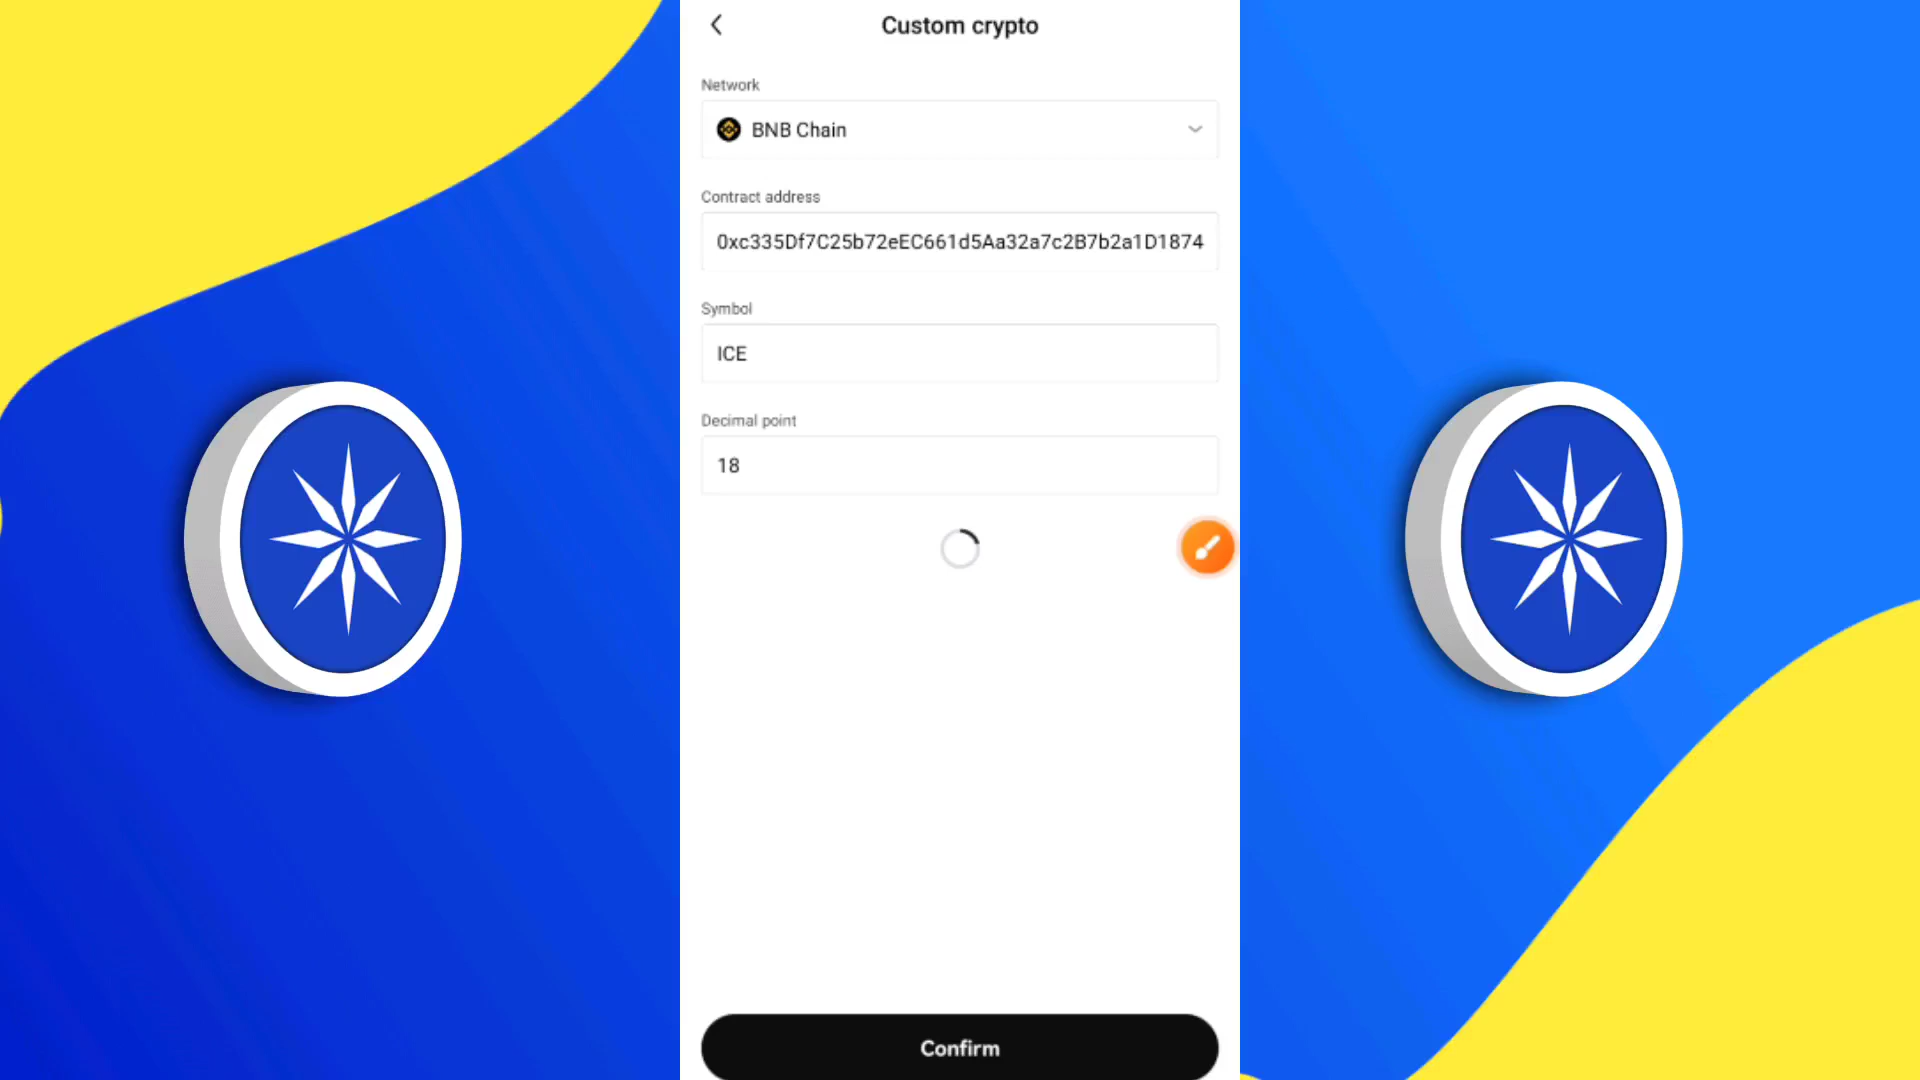 Custom crypto
Network
BNB Chain
Contract address
0xc335Df7C25b72eEC661d5Aa32a7c2B7b2a1D1874
Symbol
ICE
Decimal point
18
Confirm